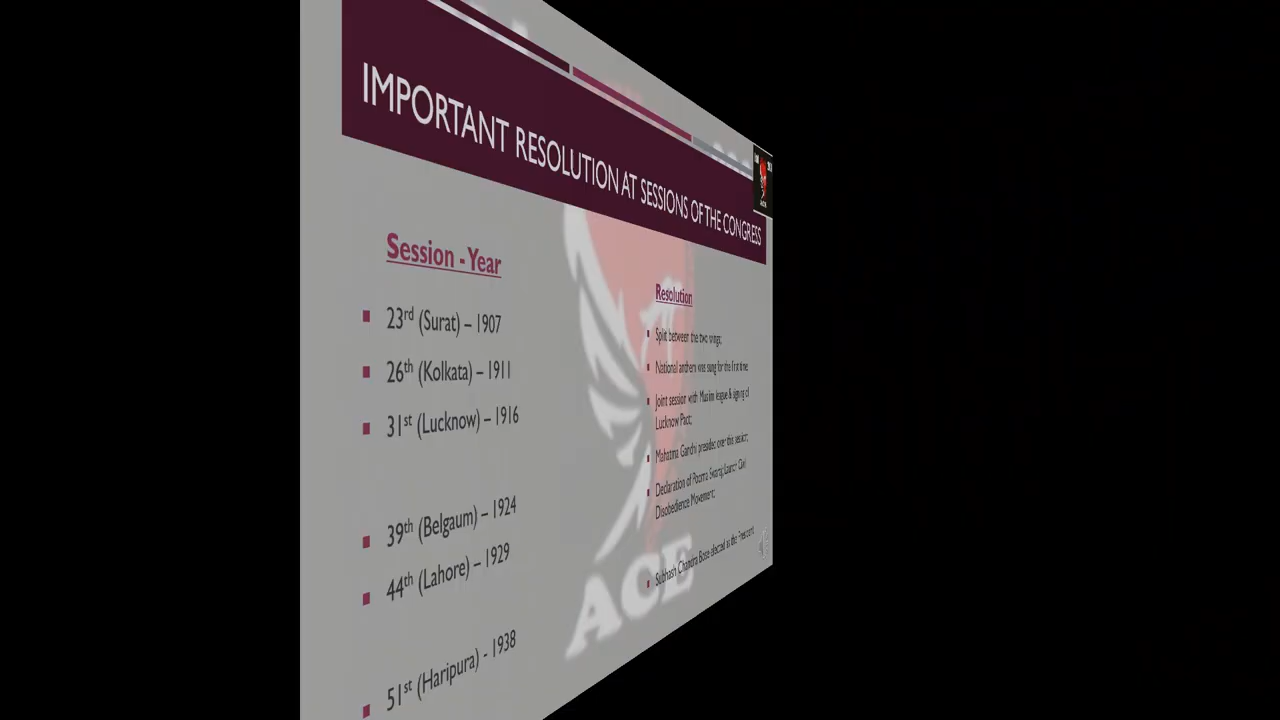 IMPORTANT RESOLUTION AT SESSIONS OF THE CONGRESS
Session - Year
23rd (Surat) – 1907
26th (Kolkata) – 1911
31st (Lucknow) – 1916
39th (Belgaum) – 1924
44th (Lahore) – 1929
51st (Haripura) - 1938
Resolution
Split between the two wings;
National anthem was sung for the first time
Joint session with Muslim league & signing of
Lucknow Pact;
Mahatma Gandhi presided over this session;
Declaration of Poorna Swaraj; Launch Civil
Disobedience Movement;
Subhash Chandra Bose elected as the President
ACE
ACE